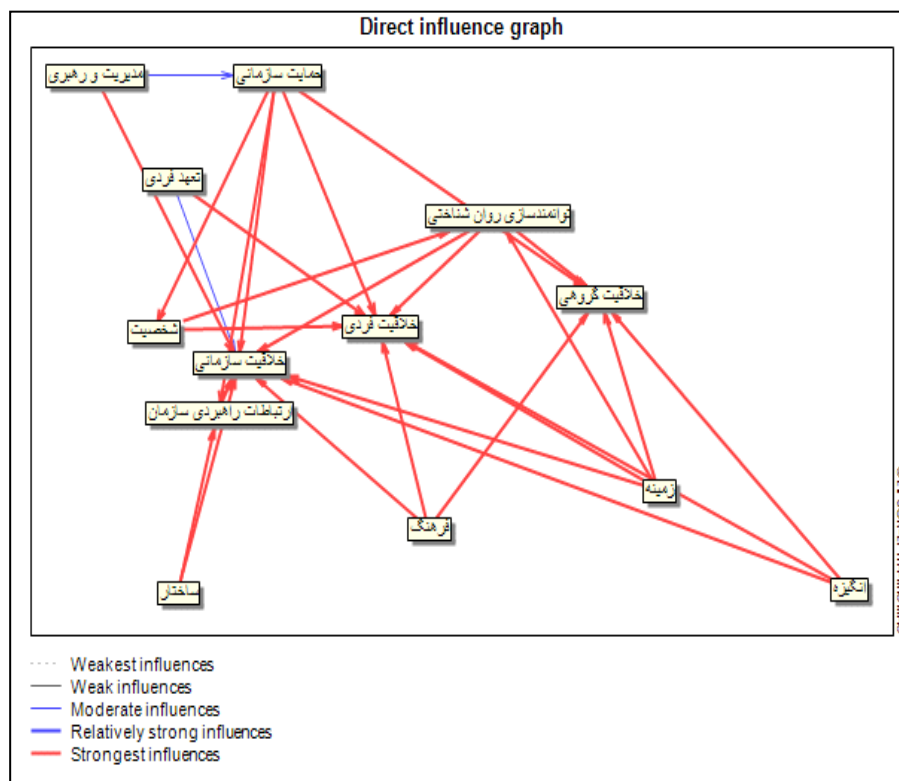 Direct influence graph
مدیریت و رهبری
حمایت سازمانی
تعهد فردی
توانمندسازی روان شناختی
خلاقیت گروهی
شخصیت
خلاقیت فردی
خلاقیت سازمانی
ارتباطات راهبردی سازمان
زمینه
فرهنگ
ساختار
انگیزه
Weakest influences
Weak influences
Moderate influences
Relatively strong influences
Strongest influences